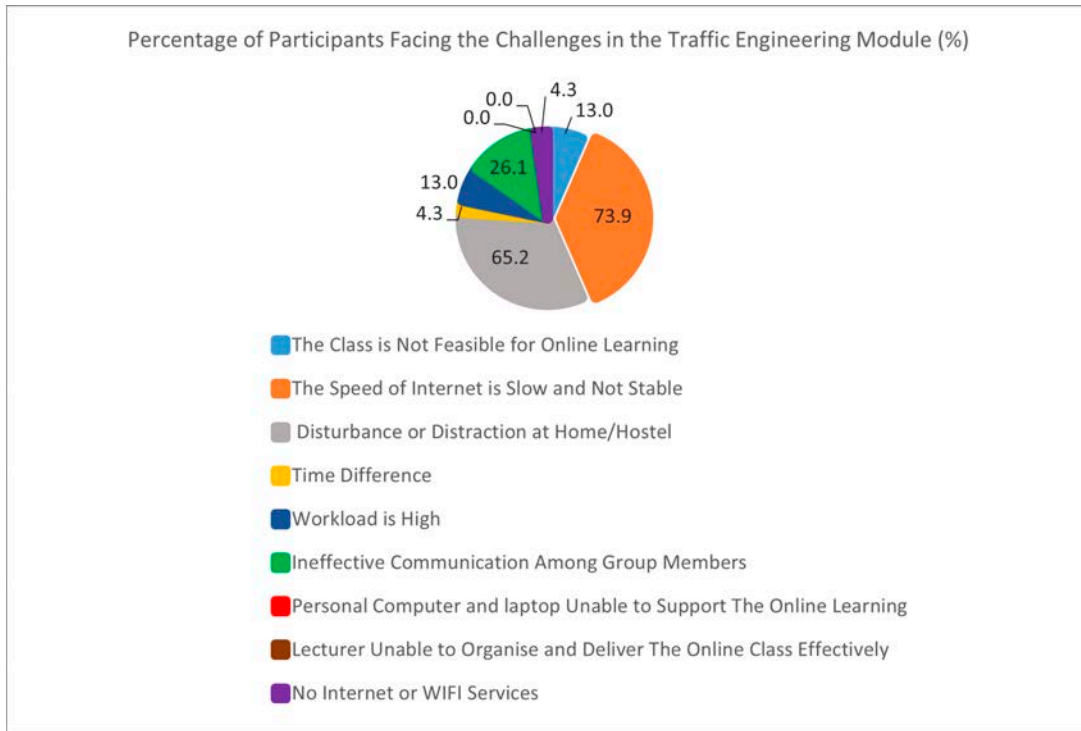 Percentage of Participants Facing the Challenges in the Traffic Engineering Module (%)
4.3
0.0
13.0
0.0
26.1
13.0
4.3
73.9
65.2
The Class is Not Feasible for Online Learning
The Speed of Internet is Slow and Not Stable
Disturbance or Distraction at Home/Hostel
Time Difference
Workload is High
Ineffective Communication Among Group Members
Personal Computer and laptop Unable to Support The Online Learning
Lecturer Unable to Organise and Deliver The Online Class Effectively
No Internet or WIFI Services